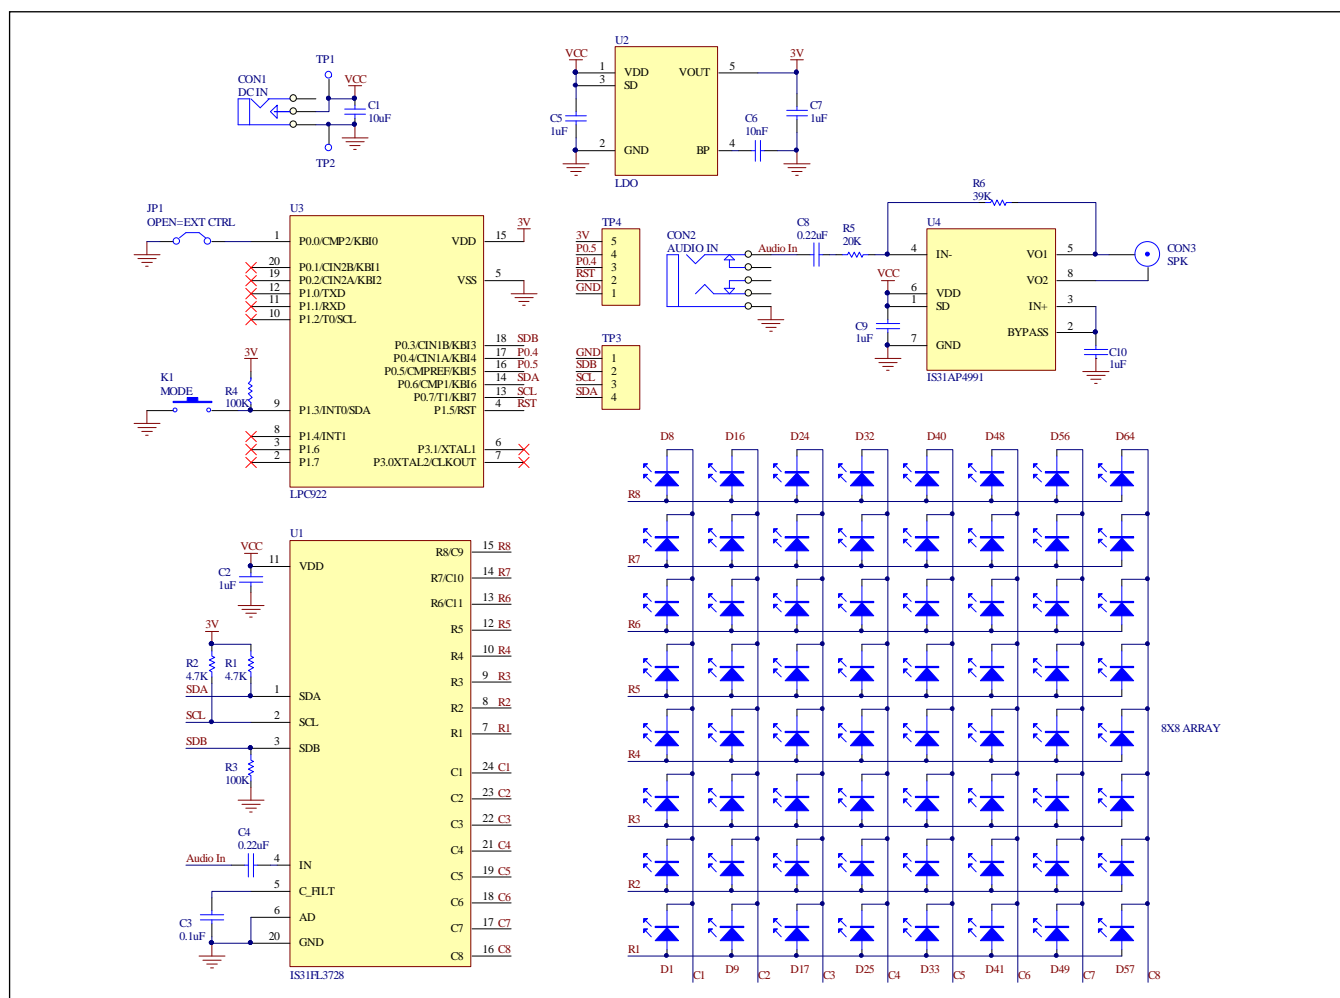 TP1
CON1
DC IN
VCC
C1
10uF
TP2
U2
VCC
1
3
VDD
SD
VOUT
5
3V
C5
1uF
C6
10nF
C7
1uF
2
GND
BP
4
LDO
JP1
OPEN=EXT CTRL
U3
1
P0.0/CMP2/KBI0
VDD
15
3V
20
P0.1/CIN2B/KBI1
19
P0.2/CIN2A/KBI2
12
P1.0/TXD
11
P1.1/RXD
10
P1.2/T0/SCL
VSS
5
P0.3/CIN1B/KBI3
18
SDB
P0.4/CIN1A/KBI4
17
P0.4
P0.5/CMPREF/KBI5
16
P0.5
P0.6/CMP1/KBI6
14
SDA
P0.7/T1/KBI7
13
SCL
P1.5/RST
4
RST
3V
K1
MODE
R4
100K
9
P1.3/INT0/SDA
8
P1.4/INT1
3
P1.6
2
P1.7
P3.1/XTAL1
6
P3.0XTAL2/CLKOUT
7
LPC922
TP4
3V
5
P0.5
4
P0.4
3
RST
2
GND
1
TP3
GND
1
SDB
2
SCL
3
SDA
4
CON2
AUDIO IN
Audio In
C8
0.22uF
R5
20K
R6
39K
U4
4
IN-
VO1
5
VO2
8
CON3
SPK
VCC
6
VDD
1
SD
IN+
3
BYPASS
2
C9
1uF
7
GND
C10
1uF
IS31AP4991
U1
VCC
11
VDD
C2
1uF
3V
R2
4.7K
R1
4.7K
SDA
1
SDA
SCL
2
SCL
SDB
3
SDB
R3
100K
C4
0.22uF
Audio In
4
IN
5
C_FILT
C3
0.1uF
6
AD
20
GND
R8/C9
15
R8
R7/C10
14
R7
R6/C11
13
R6
R5
12
R5
R4
10
R4
R3
9
R3
R2
8
R2
R1
7
R1
C1
24
C1
C2
23
C2
C3
22
C3
C4
21
C4
C5
19
C5
C6
18
C6
C7
17
C7
C8
16
C8
IS31FL3728
D8 D16 D24 D32 D40 D48 D56 D64
R8
R7
R6
R5
R4
8X8 ARRAY
R3
R2
R1
D1 C1 D9 C2 D17 C3 D25 C4 D33 C5 D41 C6 D49 C7 D57 C8